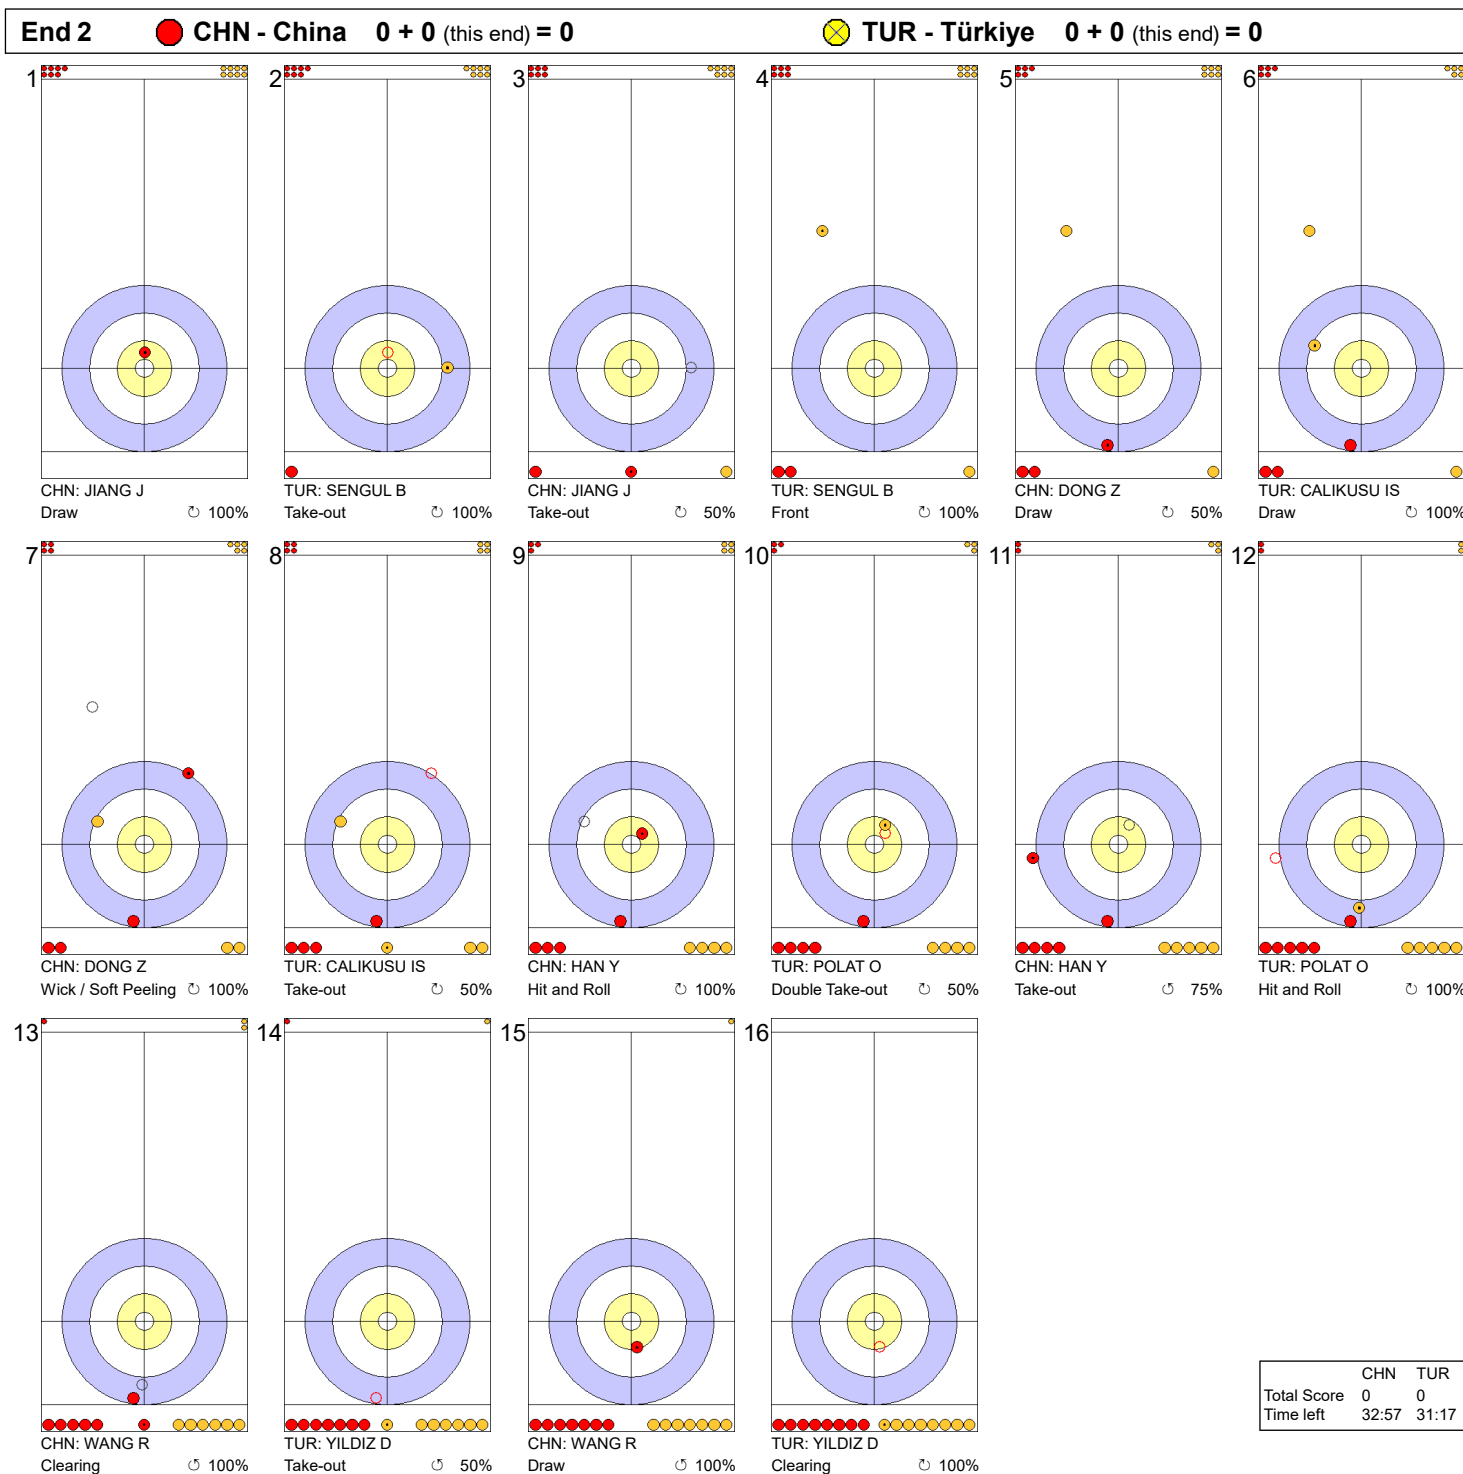 End 2 CHN - China 0 + 0 (this end) = 0 TUR - Türkiye 0 + 0 (this end) = 0
1 2 3 4 5 6
CHN: JIANG J TUR: SENGUL B CHN: JIANG J TUR: SENGUL B CHN: DONG Z TUR: CALIKUSU IS
Draw ↻ 100% Take-out ↻ 100% Take-out ↻ 50% Front ↻ 100% Draw ↻ 50% Draw ↻ 100%
7 8 9 10 11 12
CHN: DONG Z TUR: CALIKUSU IS CHN: HAN Y TUR: POLAT O CHN: HAN Y TUR: POLAT O
Wick / Soft Peeling ↻ 100% Take-out ↻ 50% Hit and Roll ↻ 100% Double Take-out ↻ 50% Take-out ↺ 75% Hit and Roll ↻ 100%
13 14 15 16
CHN: WANG R TUR: YILDIZ D CHN: WANG R TUR: YILDIZ D
Clearing ↺ 100% Take-out ↺ 50% Draw ↺ 100% Clearing ↻ 100%
CHN TUR
Total Score 0 0
Time left 32:57 31:17